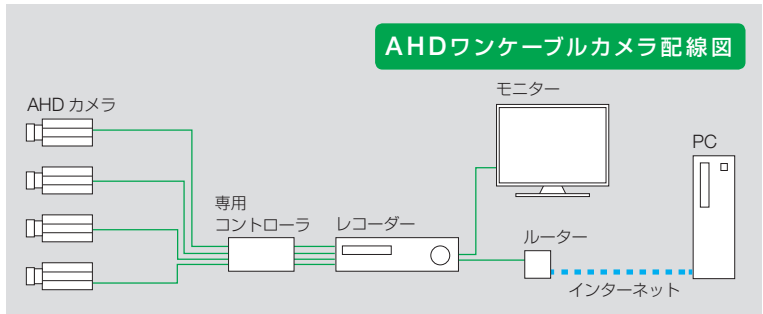 AHDワンケーブルカメラ配線図
AHD カメラ
モニター
PC
専用
コントローラ
レコーダー
ルーター
インターネット